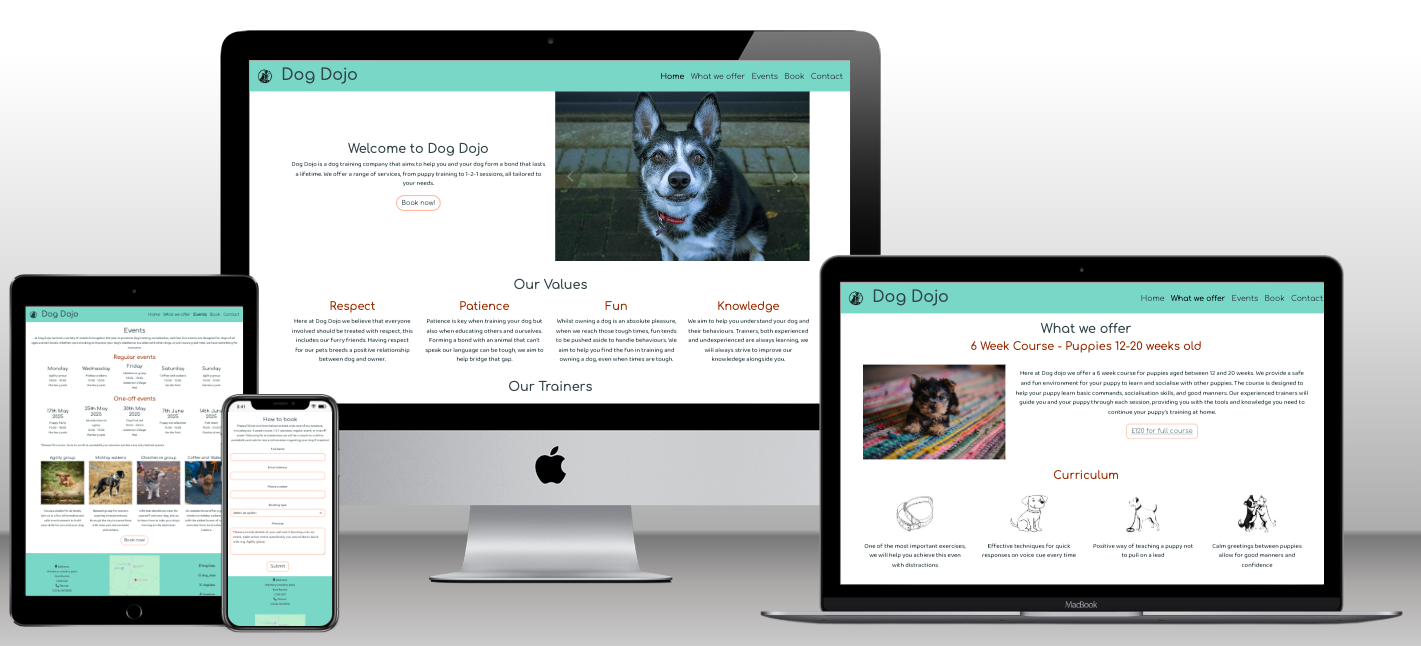 Dog Dojo
Home What we offer Events Book Contact
Welcome to Dog Dojo
Dog Dojo is a dog training company that aims to help you and your dog form a bond that lasts
a lifetime. We offer a range of services, from puppy training to 1-2-1 sessions, all tailored to
your needs.
Book now!
Our Values
Respect
Here at Dog Dojo we believe that everyone
involved should be treated with respect, this
includes our furry friends. Having respect
for our pets breeds a positive relationship
between dog and owner.
Patience
Patience is key when training your dog but
also when educating others and ourselves.
Forming a bond with an animal that can't
speak our language can be tough, we aim to
help bridge that gap.
Fun
Whilst owning a dog is an absolute pleasure,
when we reach those tough times, fun tends
to be pushed aside to handle behaviours. We
aim to help you find the fun in training and
owning a dog, even when times are tough.
Knowledge
We aim to help you understand your dog and
their behaviours. Trainers, both experienced
and undexperienced are always learning, we
will always strive to improve our
knowledege alongside you.
Our Trainers
Dog Dojo
Home What we offer Events Book Contact
What we offer
6 Week Course - Puppies 12-20 weeks old
Here at Dog dojo we offer a 6 week course for puppies aged between 12 and 20 weeks. We provide a safe
and fun environment for your puppy to learn and socialise with other puppies. The course is designed to
help your puppy learn basic commands, socialisation skills, and good manners. Our experienced trainers will
guide you and your puppy through each session, providing you with the tools and knowledge you need to
continue your puppy's training at home.
£120 for full course
Curriculum
One of the most important exercises,
we will help you achieve this even
with distractions
Effective techniques for quick
responses on voice cue every time
Positive way of teaching a puppy not
to pull on a lead
Calm greetings between puppies
allow for good manners and
confidence
MacBook
Dog Dojo
Home What we offer Events Book Contact
Events
Regular events
Monday
Agility group
Wednesday
Friday
Saturday
Sunday
Agility group
One-off events
17th May
2025
Puppy Party
25th May
2025
30th May
2025
7th June
2025
14th June
2025
Agility group
Midday walkers
Obedience group
Coffee and Walk
Book now
9:41
How to book
Full Name
Email Address
Phone number
Booking type
Select an option
Message
Submit